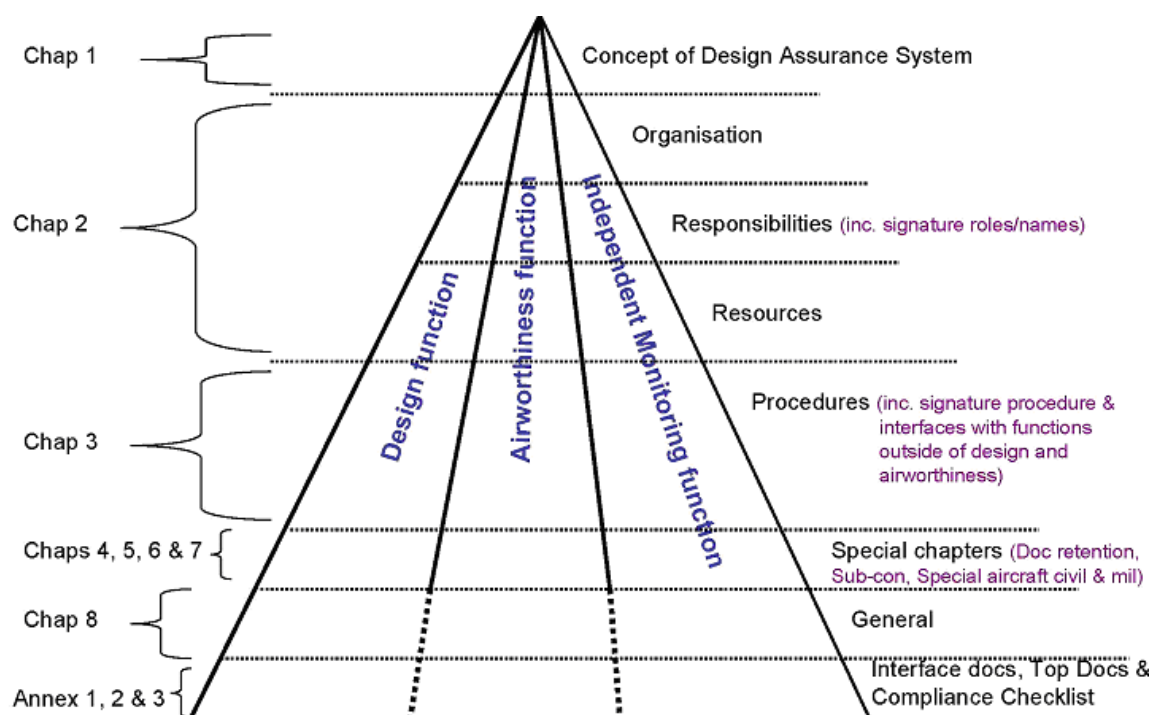 Chap 1
Concept of Design Assurance System
Organisation
Chap 2
Responsibilities (inc. signature roles/names)
Resources
Design function
Airworthiness function
Independent Monitoring function
Chap 3
Procedures (inc. signature procedure &
interfaces with functions
outside of design and
airworthiness)
Chaps 4, 5, 6 & 7
Special chapters (Doc retention,
Sub-con, Special aircraft civil & mil)
Chap 8
General
Annex 1, 2 & 3
Interface docs, Top Docs &
Compliance Checklist